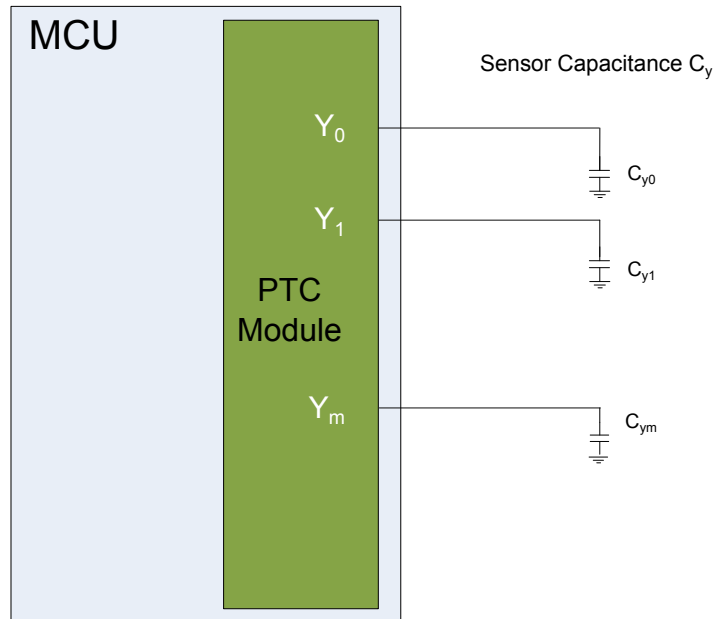 MCU
Sensor Capacitance Cy
Y0
Cy0
Y1
Cy1
PTC
Module
Ym
Cym